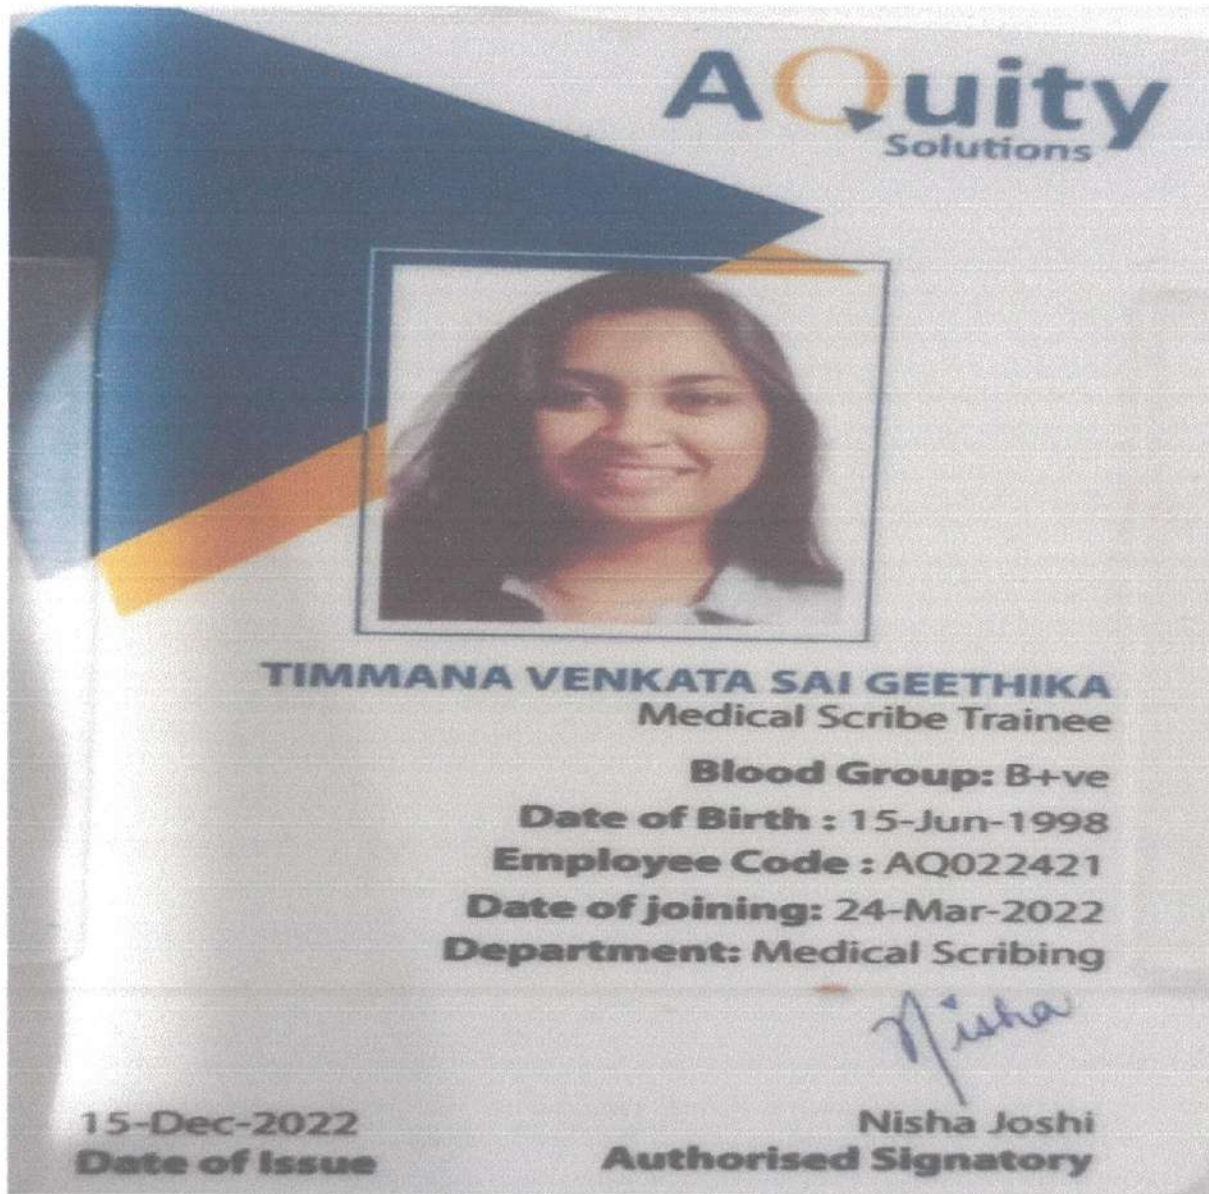 AQuity
Solutions
TIMMANA VENKATA SAI GEETHIKA
Medical Scribe Trainee
Blood Group: B+ve
Date of Birth : 15-Jun-1998
Employee Code : AQ022421
Date of joining: 24-Mar-2022
Department: Medical Scribing
Nisha
15-Dec-2022
Date of Issue
Nisha Joshi
Authorised Signatory